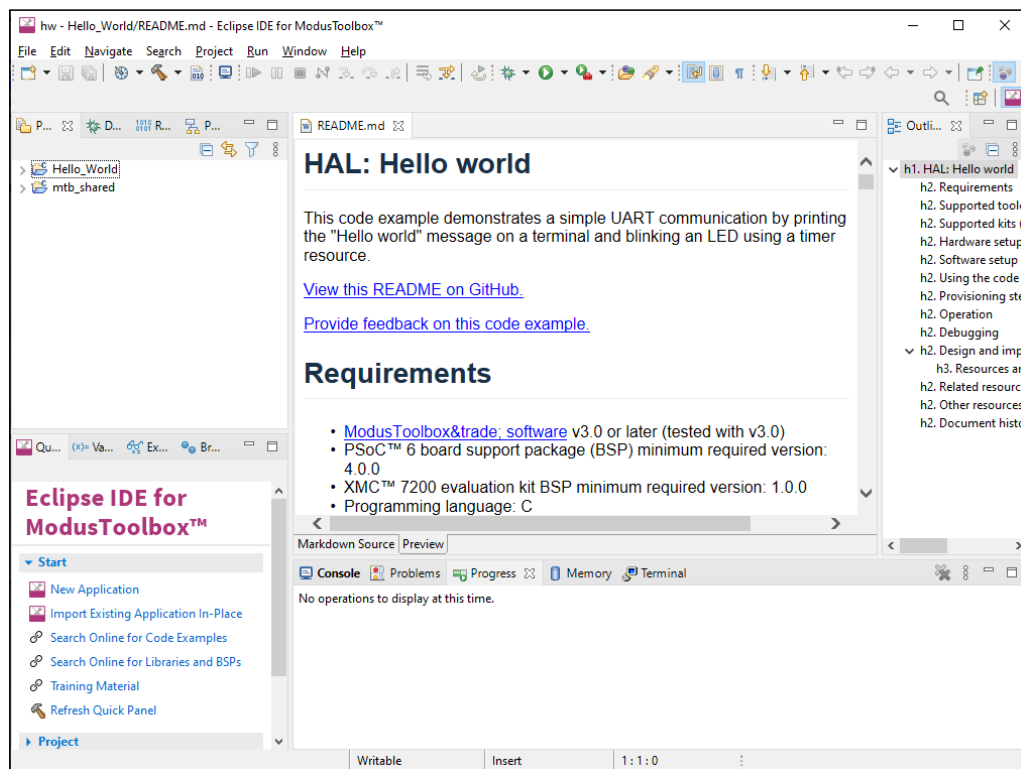 hw - Hello_World/README.md - Eclipse IDE for ModusToolbox™
File Edit Navigate Search Project Run Window Help
P... D... R... P...
Hello_World
mtb_shared
README.md
HAL: Hello world
This code example demonstrates a simple UART communication by printing
the "Hello world" message on a terminal and blinking an LED using a timer
resource.
View this README on GitHub.
Provide feedback on this code example.
Requirements
• ModusToolbox&trade; software v3.0 or later (tested with v3.0)
• PSoC™ 6 board support package (BSP) minimum required version:
4.0.0
• XMC™ 7200 evaluation kit BSP minimum required version: 1.0.0
• Programming language: C
Markdown Source Preview
Outli...
h1. HAL: Hello world
h2. Requirements
h2. Supported toolc
h2. Supported kits (
h2. Hardware setup
h2. Software setup
h2. Using the code
h2. Provisioning ste
h2. Operation
h2. Debugging
h2. Design and imp
h3. Resources an
h2. Related resourc
h2. Other resources
h2. Document histo
Qu... (x)= Va... Ex... Br...
Eclipse IDE for
ModusToolbox™
Start
New Application
Import Existing Application In-Place
Search Online for Code Examples
Search Online for Libraries and BSPs
Training Material
Refresh Quick Panel
Project
Console Problems Progress Memory Terminal
No operations to display at this time.
Writable Insert 1 : 1 : 0